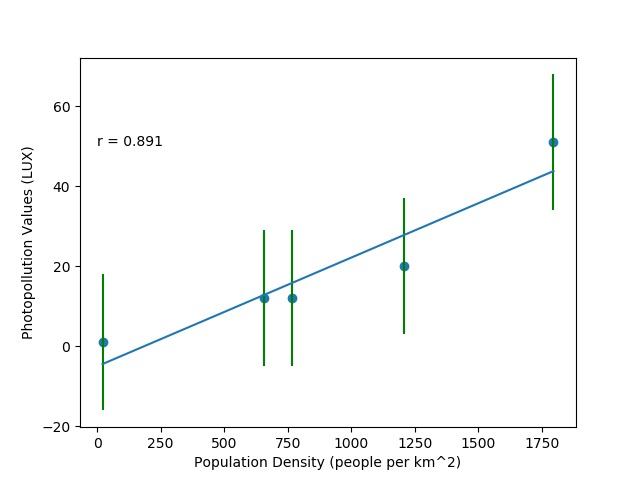 60
r = 0.891
40
20
0
−20
Photopollution Values (LUX)
0 250 500 750 1000 1250 1500 1750
Population Density (people per km^2)